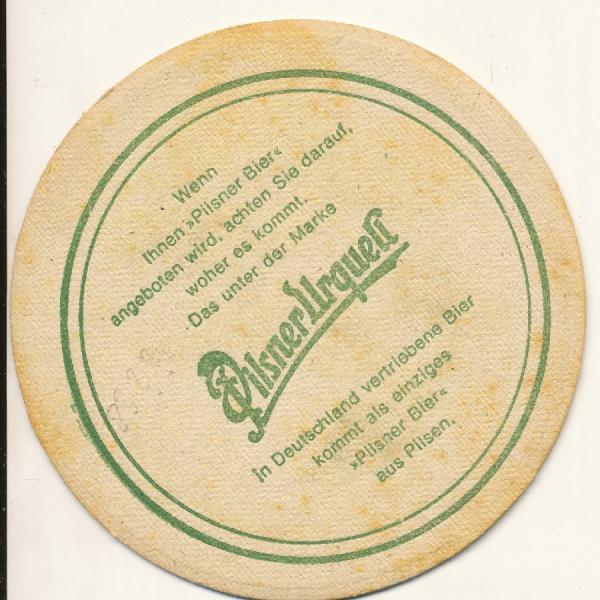 Wenn
Ihnen »Pilsner Bier«
angeboten wird, achten Sie darauf,
woher es kommt.
Das unter der Marke
Pilsner Urquell
in Deutschland vertriebene Bier
kommt als einziges
»Pilsner Bier«
aus Pilsen.